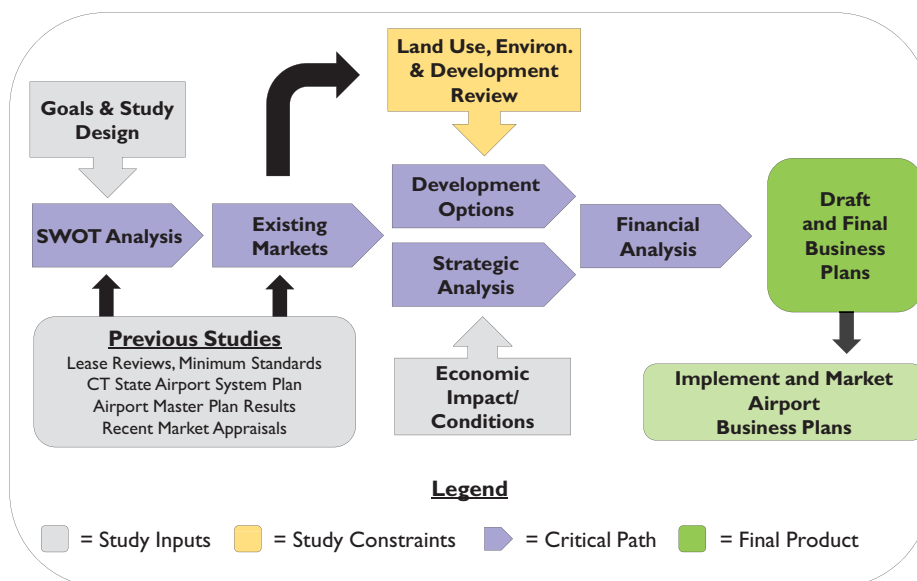 Land Use, Environ.
& Development
Review
Goals & Study
Design
SWOT Analysis
Existing
Markets
Development
Options
Strategic
Analysis
Financial
Analysis
Draft
and Final
Business
Plans
Previous Studies
Lease Reviews, Minimum Standards
CT State Airport System Plan
Airport Master Plan Results
Recent Market Appraisals
Economic
Impact/
Conditions
Implement and Market
Airport
Business Plans
Legend
= Study Inputs
= Study Constraints
= Critical Path
= Final Product